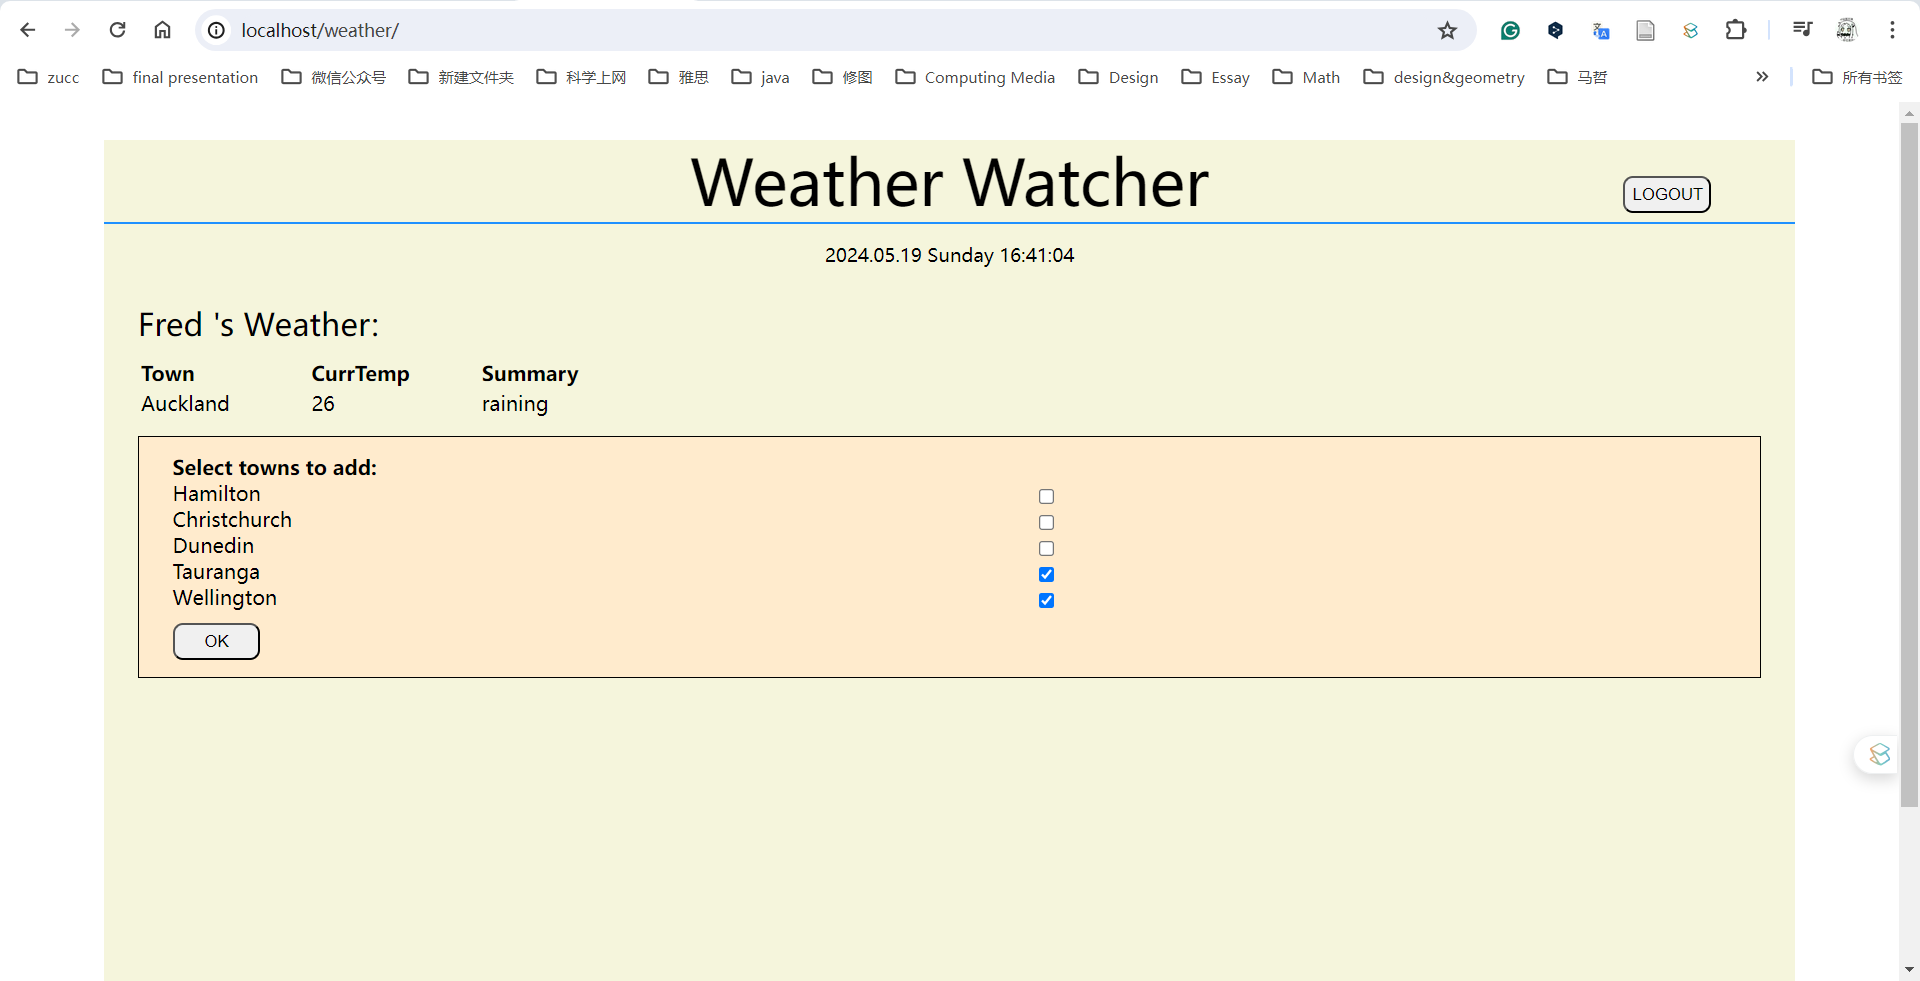 localhost/weather/
zucc final presentation 微信公众号 新建文件夹 科学上网 雅思 java 修图 Computing Media Design Essay Math design&geometry 马哲 » 所有书签
Weather Watcher
LOGOUT
2024.05.19 Sunday 16:41:04
Fred 's Weather:
Town CurrTemp Summary
Auckland 26 raining
Select towns to add:
Hamilton
Christchurch
Dunedin
Tauranga
Wellington
OK